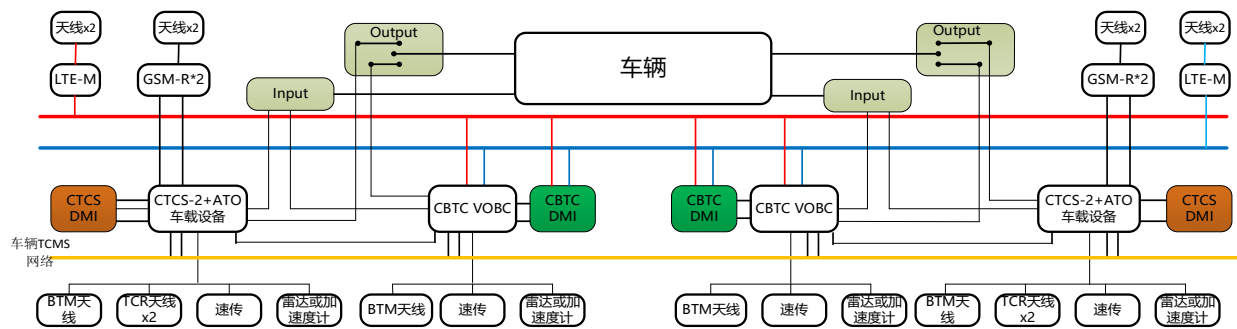 天线x2
天线x2
Output
车辆
Output
天线x2
天线x2
LTE-M
GSM-R*2
Input
Input
GSM-R*2
LTE-M
CTCS
DMI
CTCS-2+ATO
车载设备
CBTC VOBC
CBTC
DMI
CBTC
DMI
CBTC VOBC
CTCS-2+ATO
车载设备
CTCS
DMI
车辆TCMS
网络
BTM天
线
TCR天线
x2
速传
雷达或加
速度计
BTM天线
速传
雷达或加
速度计
BTM天线
速传
雷达或加
速度计
BTM天
线
TCR天线
x2
速传
雷达或加
速度计